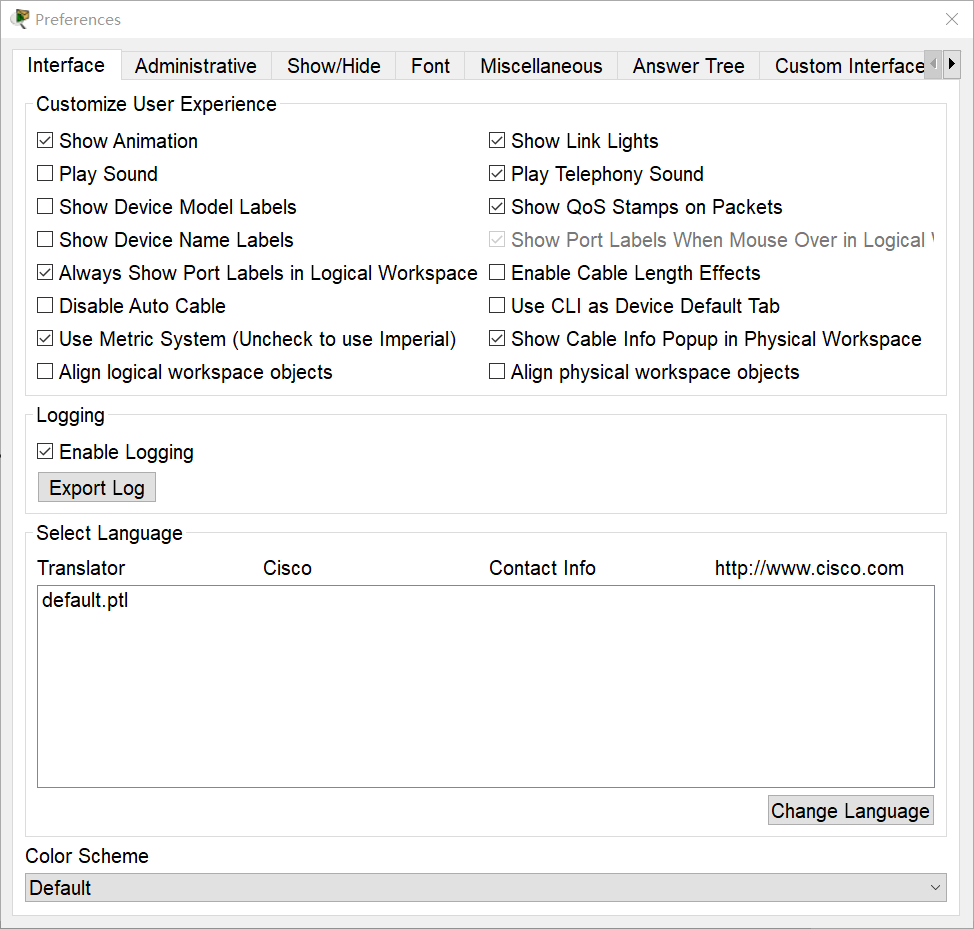 Preferences
Interface
Administrative
Show/Hide
Font
Miscellaneous
Answer Tree
Custom Interface
Customize User Experience
Show Animation
Show Link Lights
Play Sound
Play Telephony Sound
Show Device Model Labels
Show QoS Stamps on Packets
Show Device Name Labels
Show Port Labels When Mouse Over in Logical
Always Show Port Labels in Logical Workspace
Enable Cable Length Effects
Disable Auto Cable
Use CLI as Device Default Tab
Use Metric System (Uncheck to use Imperial)
Show Cable Info Popup in Physical Workspace
Align logical workspace objects
Align physical workspace objects
Logging
Enable Logging
Export Log
Select Language
Translator
Cisco
Contact Info
http://www.cisco.com
default.ptl
Change Language
Color Scheme
Default